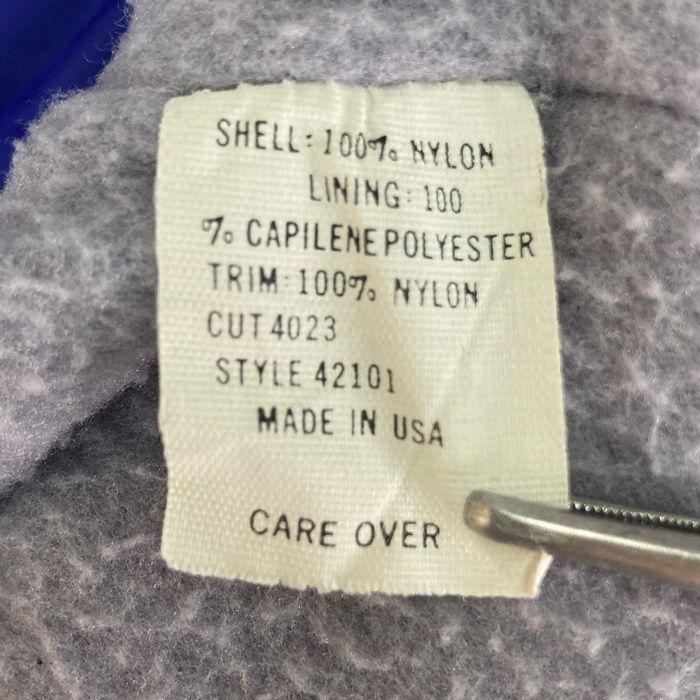 SHELL: 100% NYLON
LINING: 100
% CAPILENE POLYESTER
TRIM: 100% NYLON
CUT 4023
STYLE 42101
MADE IN USA
CARE OVER